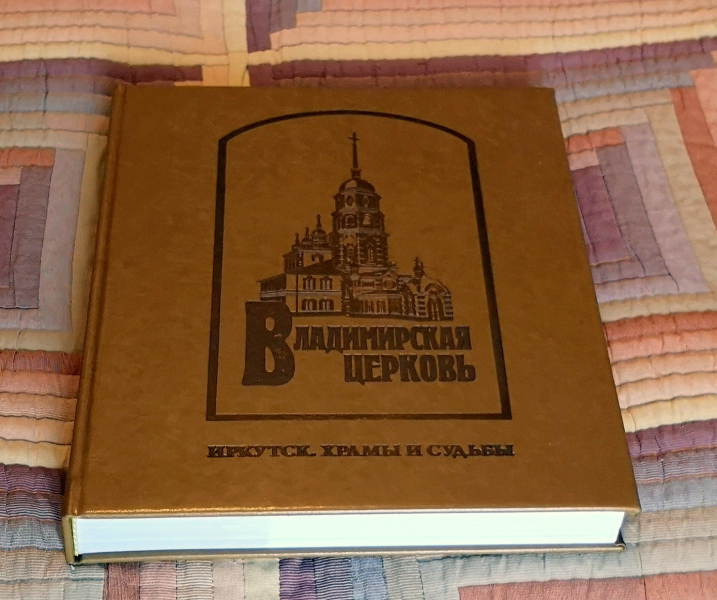 Владимирская
церковь
Иркутск. Храмы и судьбы